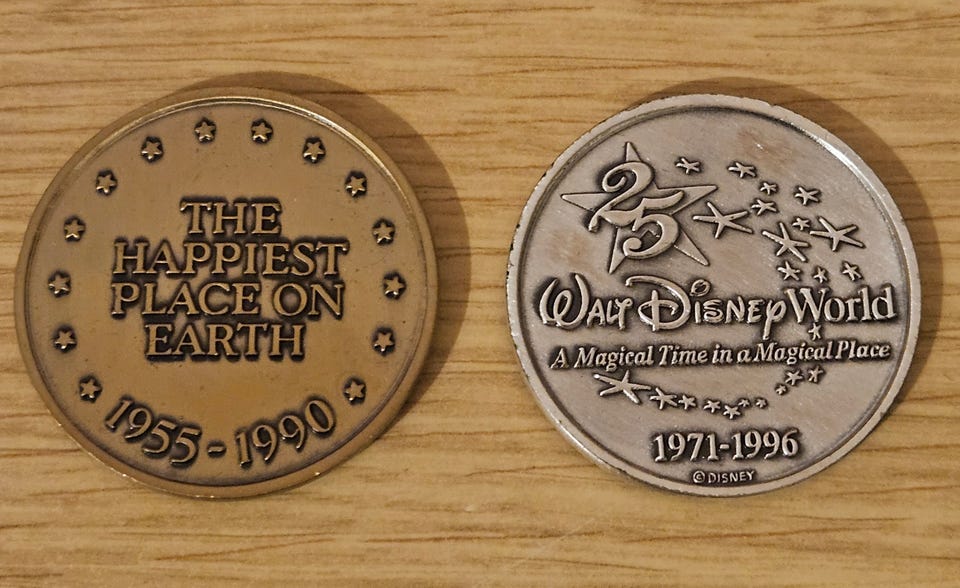 THE
HAPPIEST
PLACE ON
EARTH
1955-1990
25
WALT DISNEY World
A Magical Time in a Magical Place
1971-1996
© DISNEY